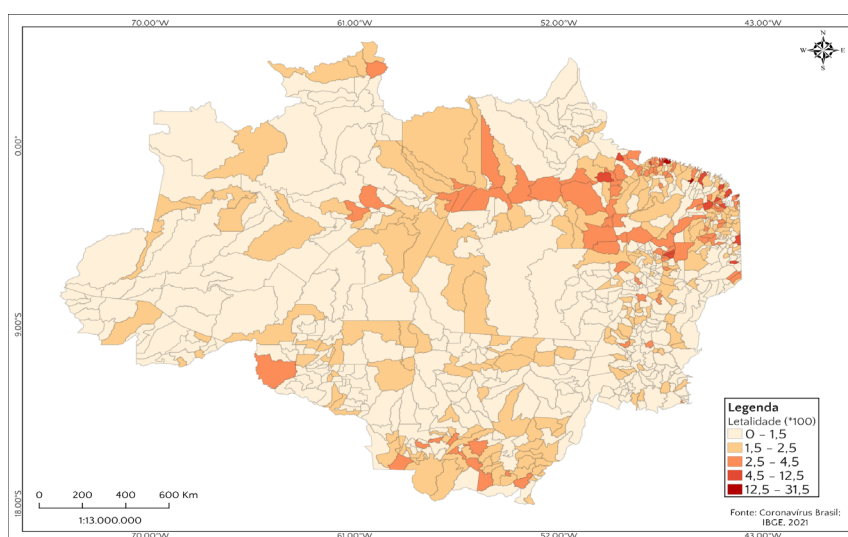 70.00°W 61.00°W 52.00°W 43.00°W
N
W E
S
0.00°
9.00°S
18.00°S
Legenda
Letalidade (*100)
0 – 1,5
1,5 – 2,5
2,5 – 4,5
4,5 – 12,5
12,5 – 31,5
0 200 400 600 Km
1:13.000.000
Fonte: Coronavírus Brasil;
IBGE, 2021
70.00°W 61.00°W 52.00°W 43.00°W